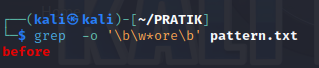 ┌──(kali㉿kali)-[~/PRATIK]
└─$ grep  -o '\b\w*ore\b' pattern.txt
before